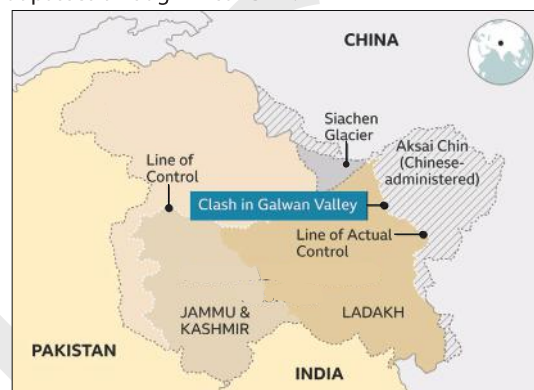 CHINA
Siachen
Glacier
Aksai Chin
(Chinese-
administered)
Line of
Control
Clash in Galwan Valley
Line of Actual
Control
JAMMU &
KASHMIR
LADAKH
PAKISTAN
INDIA